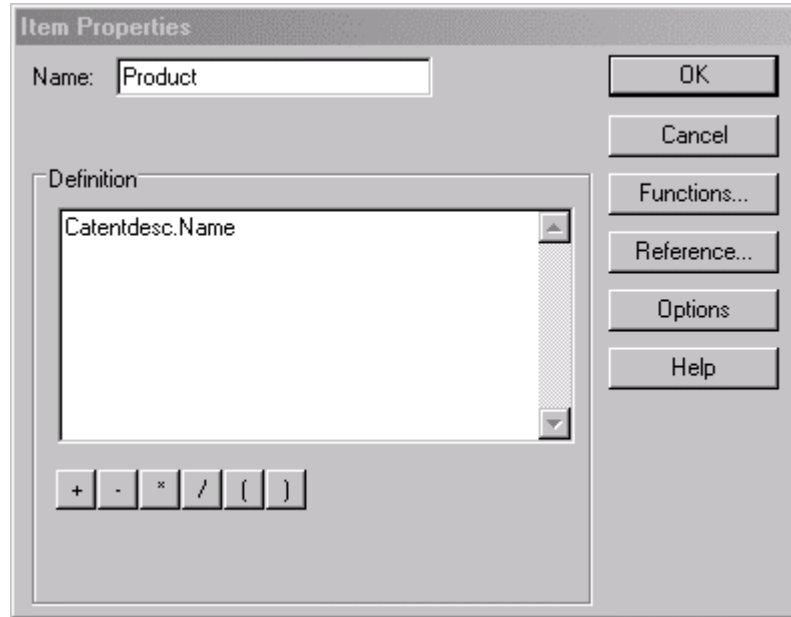 Item Properties
Name: Product
OK
Cancel
Definition
Functions...
Catentdesc.Name
Reference...
Options
Help
+ - * / ( )